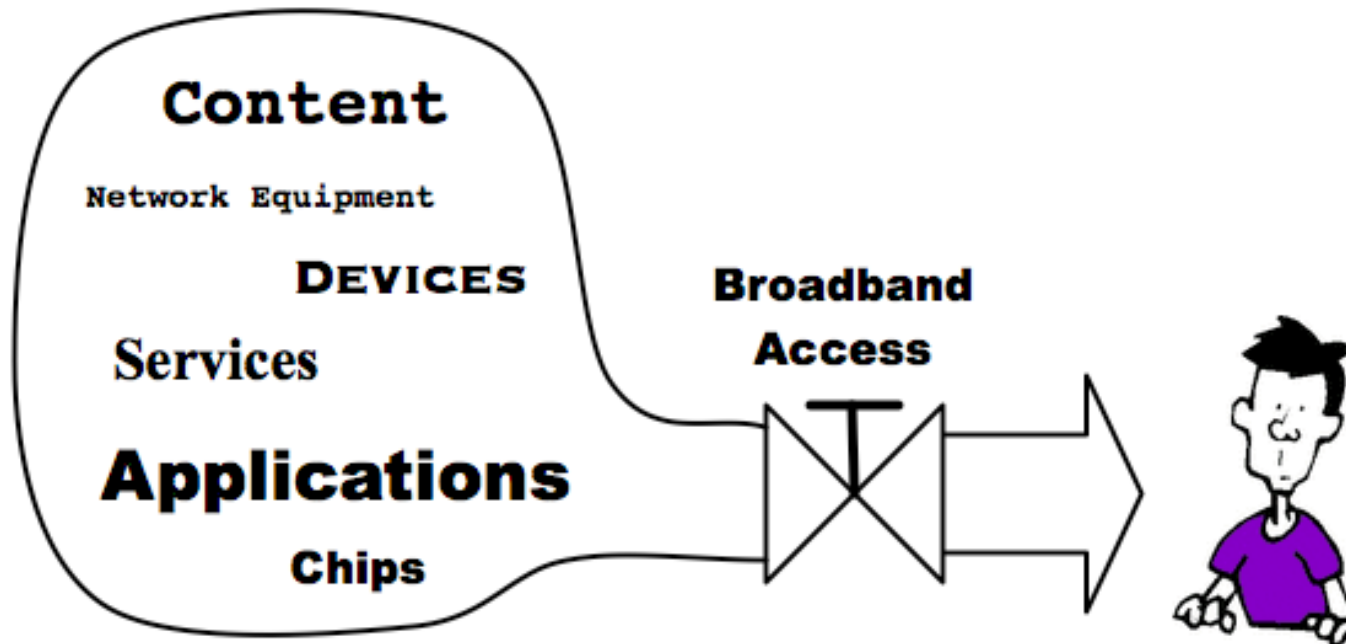 Content
Network Equipment
DEVICES
Services
Applications
Chips
Broadband
Access